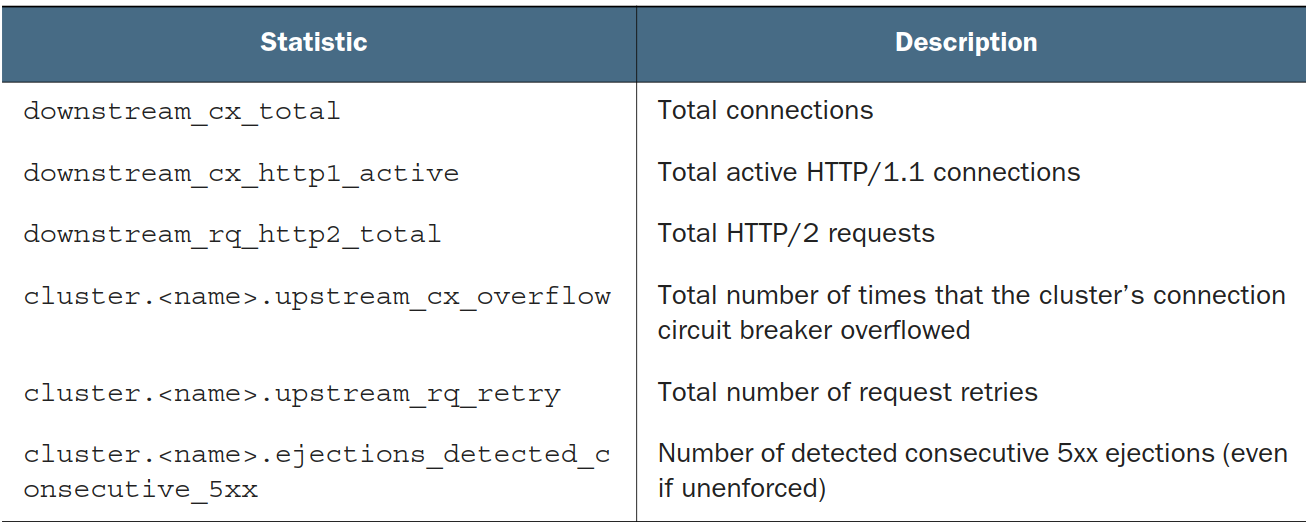 Statistic Description
downstream_cx_total Total connections
downstream_cx_http1_active Total active HTTP/1.1 connections
downstream_rq_http2_total Total HTTP/2 requests
cluster.<name>.upstream_cx_overflow Total number of times that the cluster’s connection
circuit breaker overflowed
cluster.<name>.upstream_rq_retry Total number of request retries
cluster.<name>.ejections_detected_c Number of detected consecutive 5xx ejections (even
onsecutive_5xx if unenforced)